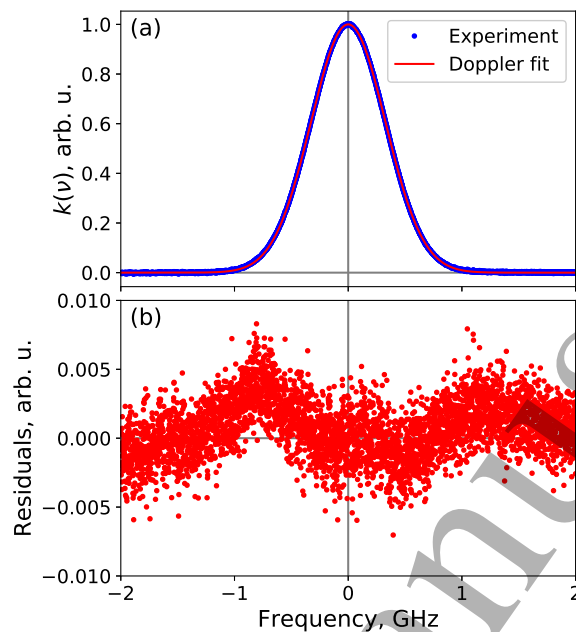 (a)
Experiment
Doppler fit
k(ν), arb. u.
1.0
0.8
0.6
0.4
0.2
0.0
(b)
Residuals, arb. u.
0.010
0.005
0.000
−0.005
−0.010
−2
−1
0
1
2
Frequency, GHz